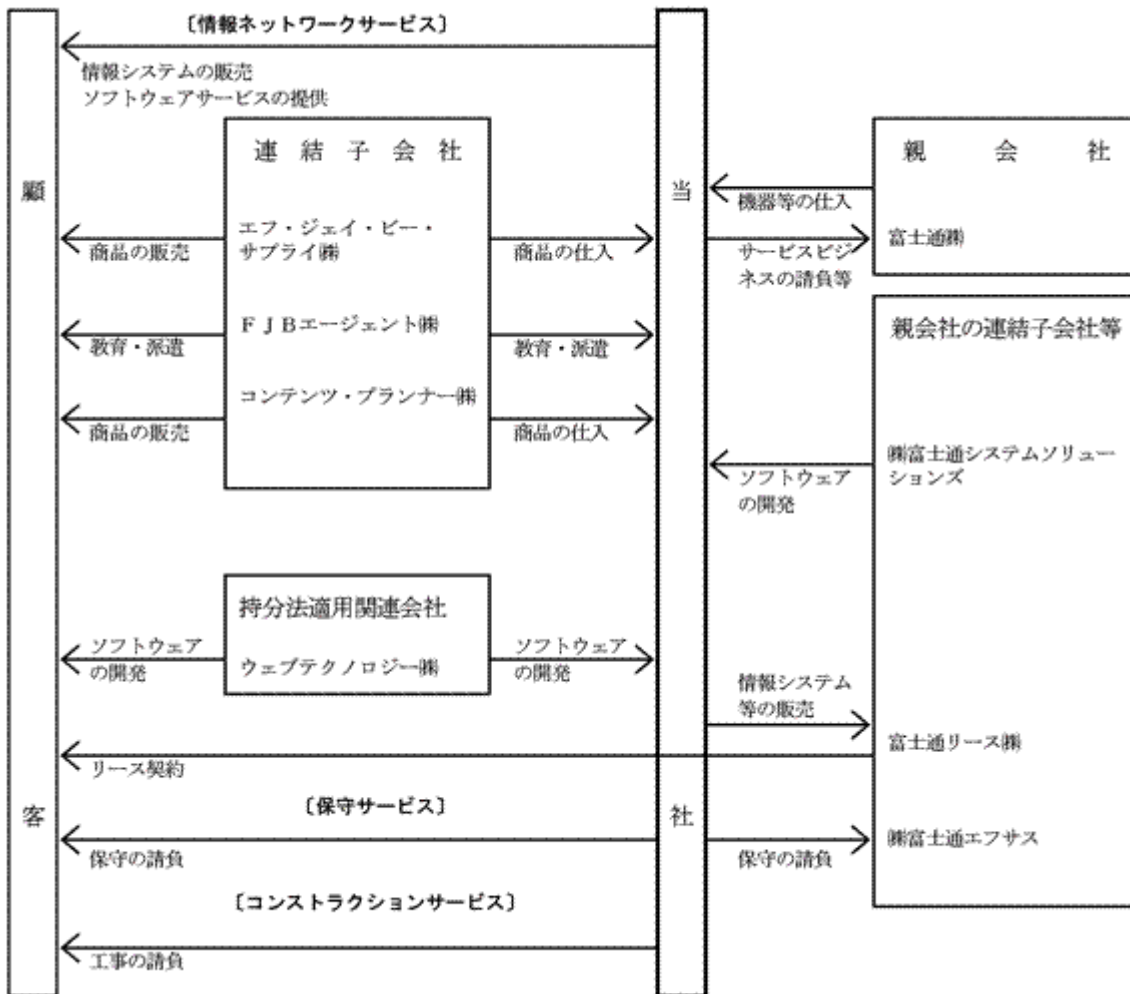 〔情報ネットワークサービス〕
情報システムの販売
ソフトウェアサービスの提供
顧
客
当
社
連結子会社
エフ・ジェイ・ビー・
サプライ㈱
商品の販売
商品の仕入
ＦＪＢエージェント㈱
教育・派遣
教育・派遣
コンテンツ・プランナー㈱
商品の販売
商品の仕入
持分法適用関連会社
ウェブテクノロジー㈱
ソフトウェア
の開発
ソフトウェア
の開発
親会社
富士通㈱
機器等の仕入
サービスビジ
ネスの請負等
親会社の連結子会社等
㈱富士通システムソリュー
ションズ
ソフトウェア
の開発
情報システム
等の販売
富士通リース㈱
リース契約
〔保守サービス〕
保守の請負
保守の請負
㈱富士通エフサス
〔コンストラクションサービス〕
工事の請負